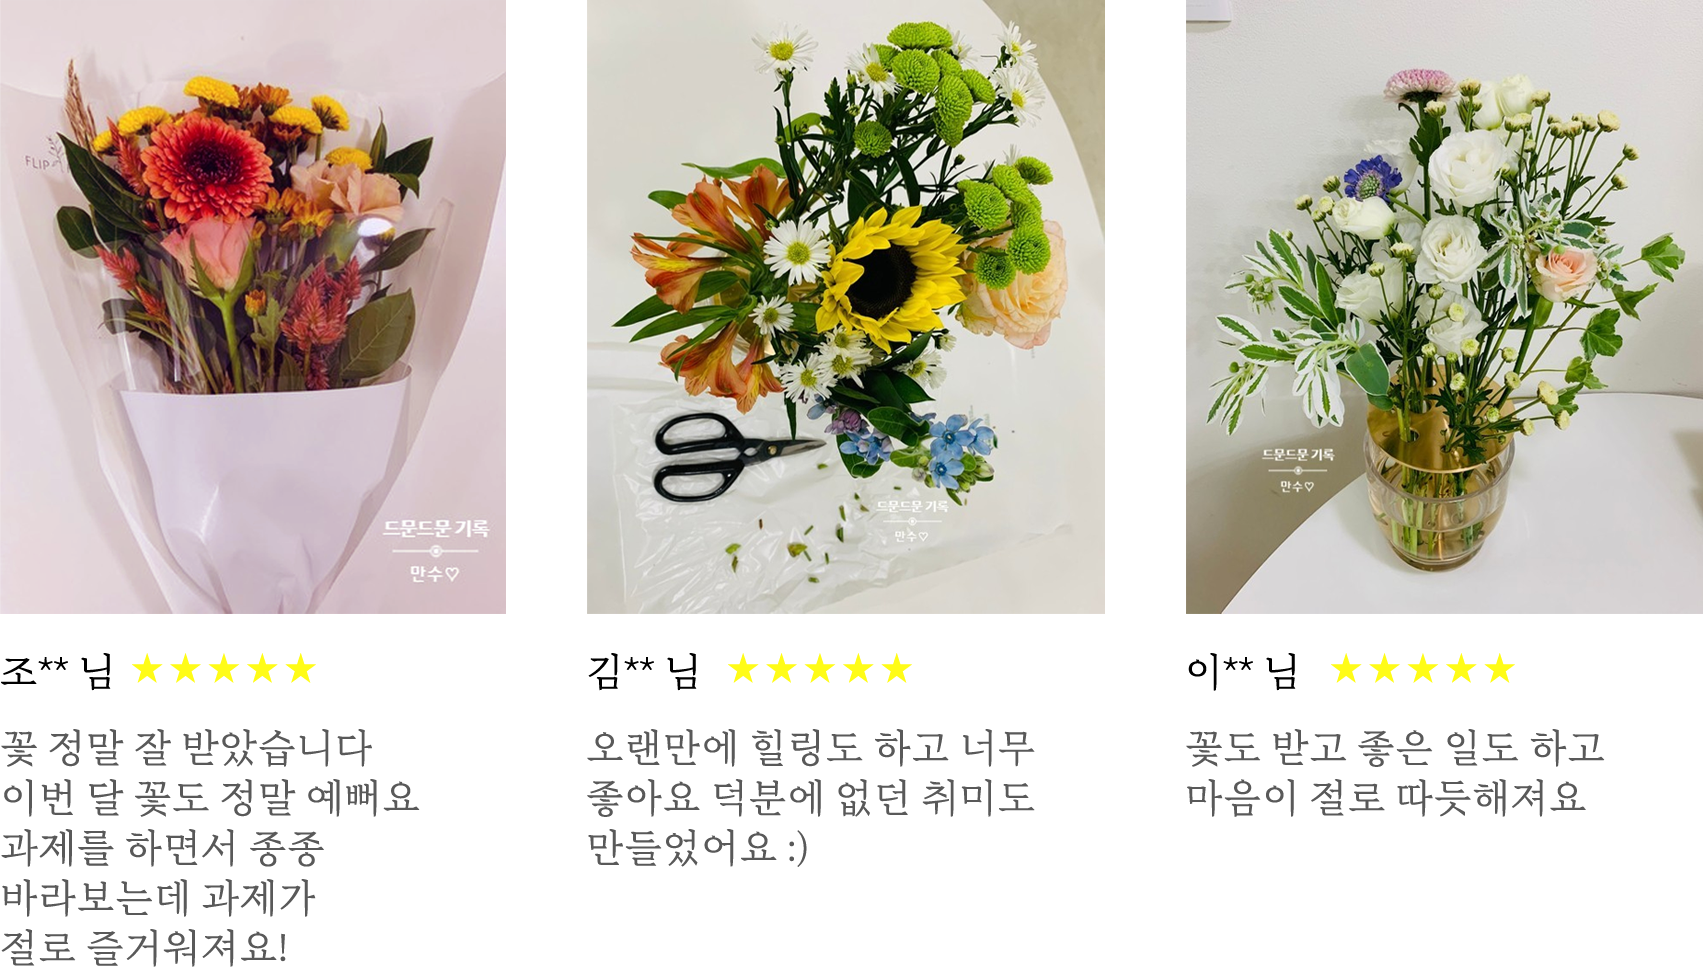 FLIP
드문드문 기록
만수♡
드문드문 기록
만수♡
드문드문 기록
만수♡
조** 님 ★★★★★
꽃 정말 잘 받았습니다
이번 달 꽃도 정말 예뻐요
과제를 하면서 종종
바라보는데 과제가
절로 즐거워져요!
김** 님 ★★★★★
오랜만에 힐링도 하고 너무
좋아요 덕분에 없던 취미도
만들었어요 :)
이** 님 ★★★★★
꽃도 받고 좋은 일도 하고
마음이 절로 따듯해져요